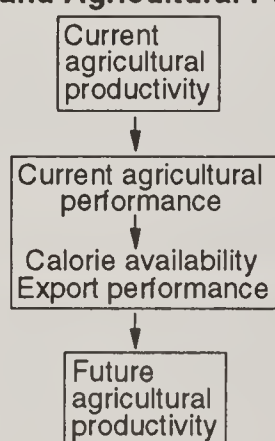 and Agricultural
Current
agricultural
productivity
Current agricultural
performance
Calorie availability
Export performance
Future
agricultural
productivity